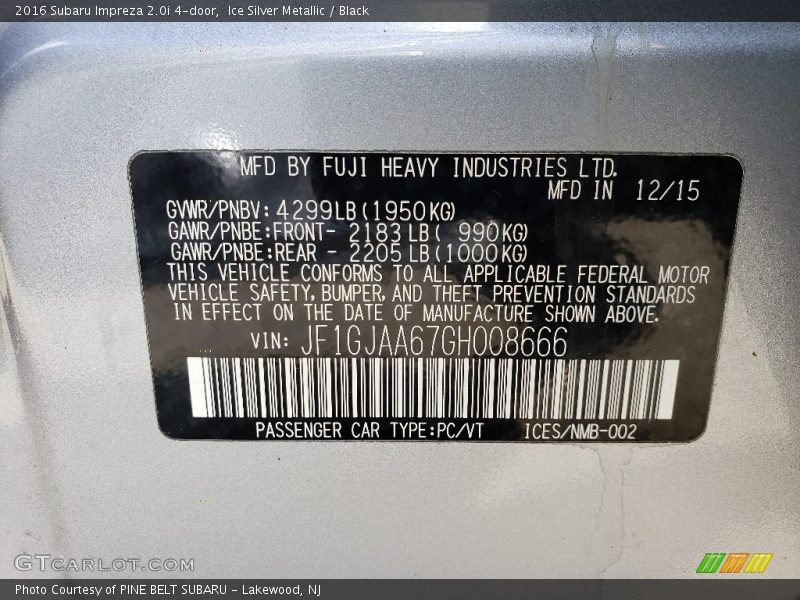 2016 Subaru Impreza 2.0i 4-door,  Ice Silver Metallic / Black
MFD BY FUJI HEAVY INDUSTRIES LTD.
MFD IN 12/15
GVWR/PNBV: 4299LB(1950KG)
GAWR/PNBE:FRONT- 2183 LB( 990KG)
GAWR/PNBE:REAR - 2205 LB(1000KG)
THIS VEHICLE CONFORMS TO ALL APPLICABLE FEDERAL MOTOR
VEHICLE SAFETY, BUMPER, AND THEFT PREVENTION STANDARDS
IN EFFECT ON THE DATE OF MANUFACTURE SHOWN ABOVE.
VIN: JF1GJAA67GH008666
PASSENGER CAR TYPE:PC/VT ICES/NMB-002
GTCARLOT.COM
Photo Courtesy of PINE BELT SUBARU - Lakewood, NJ